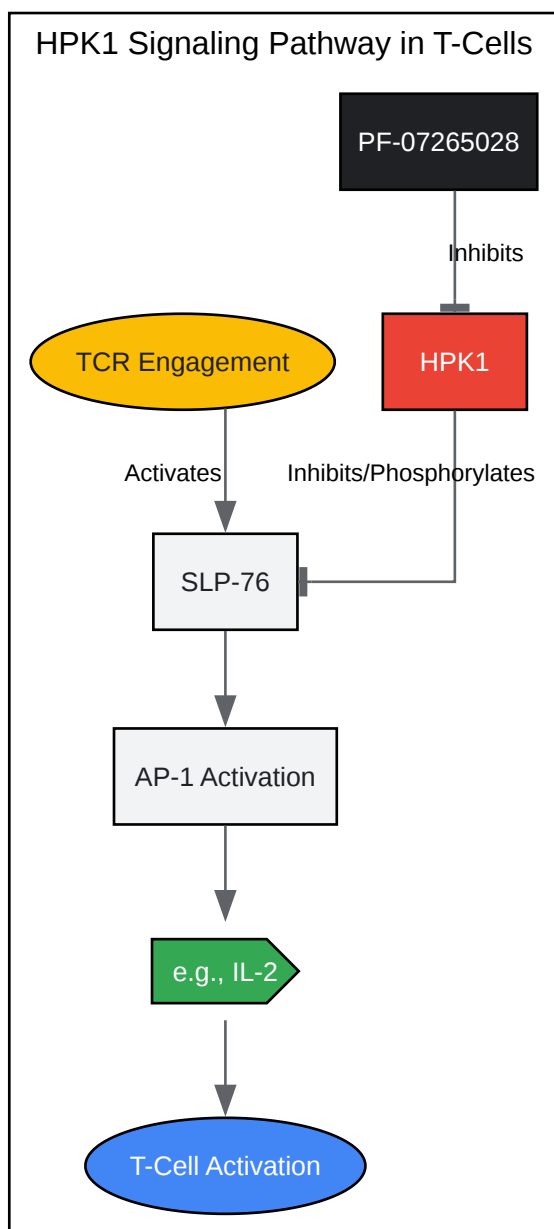 HPK1 Signaling Pathway in T-Cells
PF-07265028
Inhibits
TCR Engagement
HPK1
Activates
Inhibits/Phosphorylates
SLP-76
AP-1 Activation
e.g., IL-2
T-Cell Activation